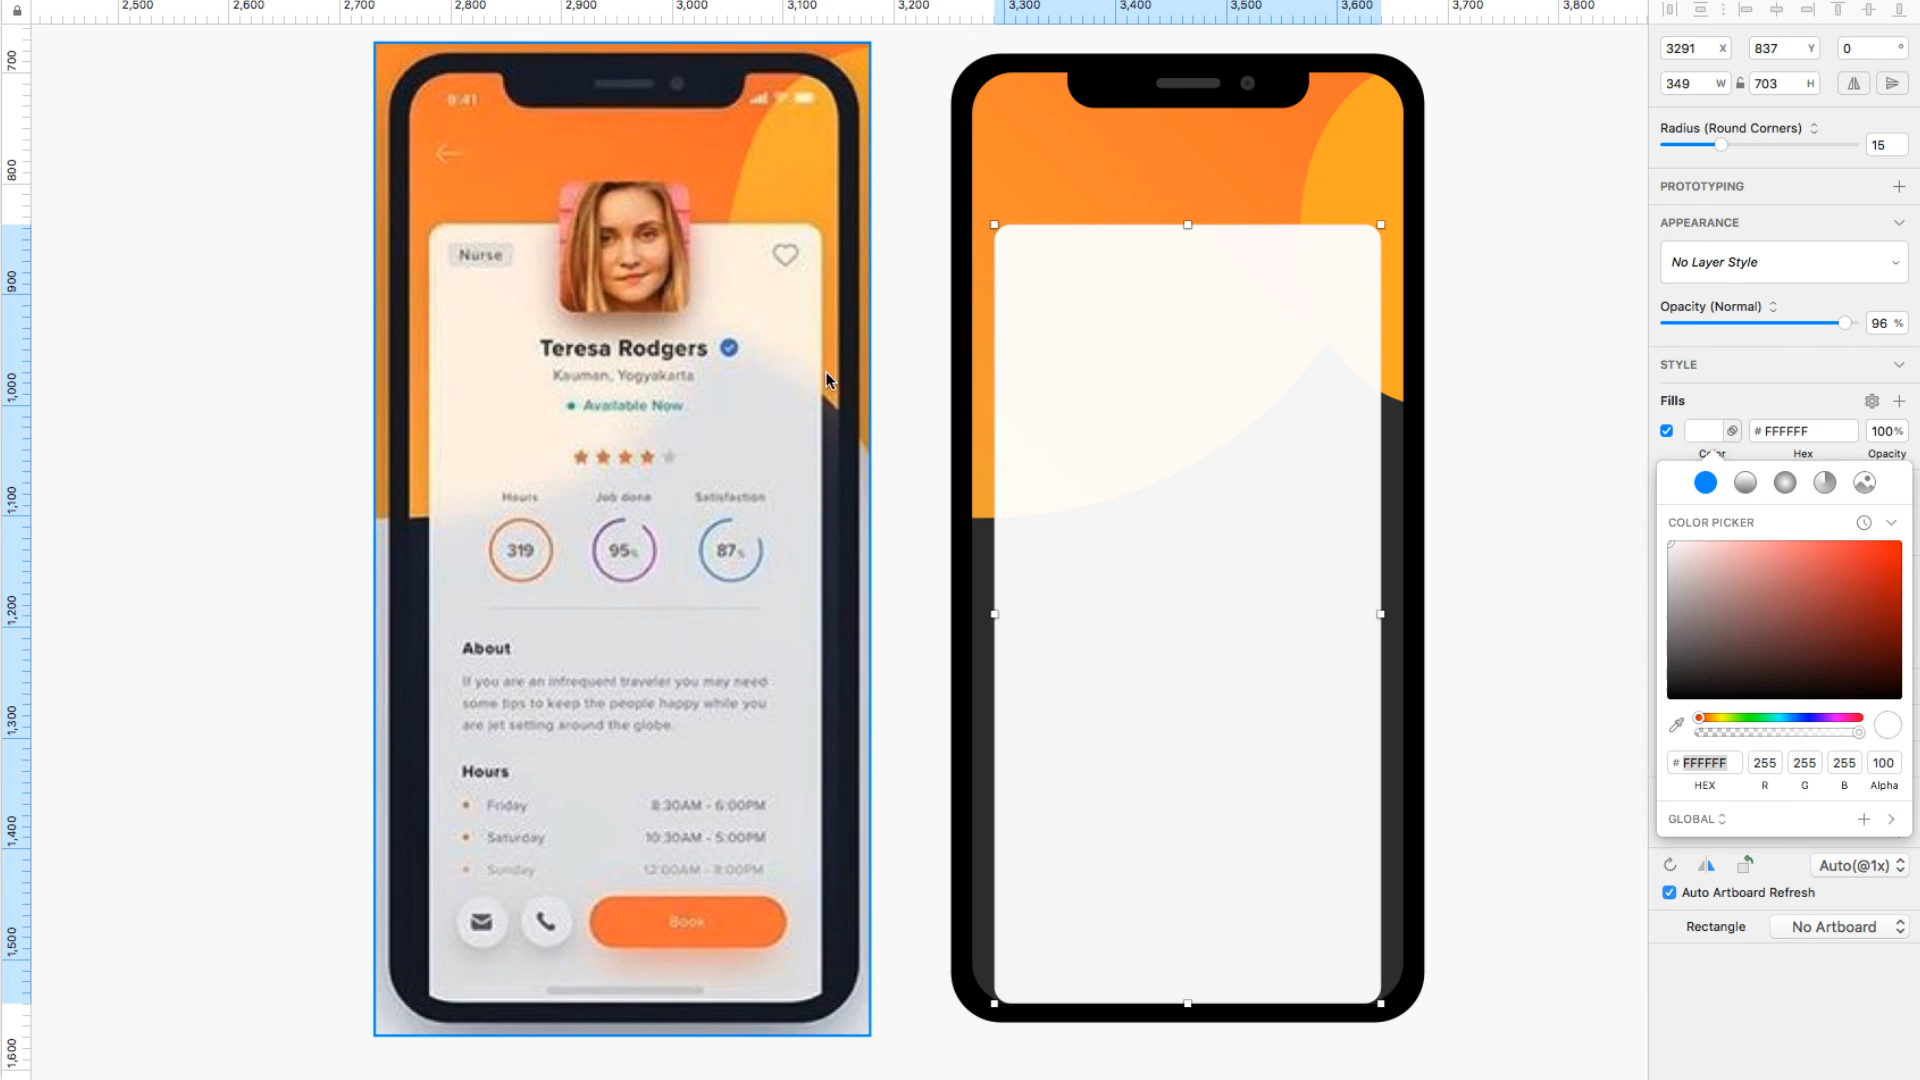 2,500 2,600 2,700 2,800 2,900 3,000 3,100 3,200 3,300 3,400 3,500 3,600 3,700 3,800
700
800
900
1,000
1,100
1,200
1,300
1,400
1,500
1,600
9:41
Nurse
Teresa Rodgers
Kauman, Yogyakarta
Available Now
Hours Job done Satisfaction
319 95% 87%
About
If you are an infrequent traveler you may need
some tips to keep the people happy while you
are jet setting around the globe.
Hours
Friday 8:30AM - 6:00PM
Saturday 10:30AM - 5:00PM
Sunday 12:00AM - 8:00PM
Book
3291 X 837 Y 0 °
349 W 703 H
Radius (Round Corners)
15
PROTOTYPING
APPEARANCE
No Layer Style
Opacity (Normal)
96 %
STYLE
Fills
# FFFFFF 100%
Color Hex Opacity
COLOR PICKER
# FFFFFF 255 255 255 100
HEX R G B Alpha
GLOBAL
Auto(@1x)
Auto Artboard Refresh
Rectangle No Artboard